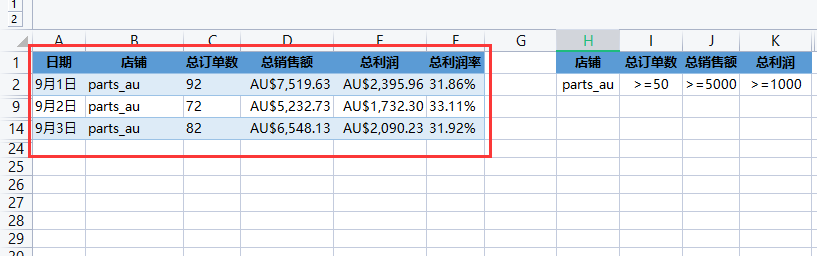 1
2
A B C D E F G H I J K
1 日期 店铺 总订单数 总销售额 总利润 总利润率 店铺 总订单数 总销售额 总利润
2 9月1日 parts_au 92 AU$7,519.63 AU$2,395.96 31.86% parts_au >=50 >=5000 >=1000
9 9月2日 parts_au 72 AU$5,232.73 AU$1,732.30 33.11%
14 9月3日 parts_au 82 AU$6,548.13 AU$2,090.23 31.92%
24
25
26
27
28
29
30